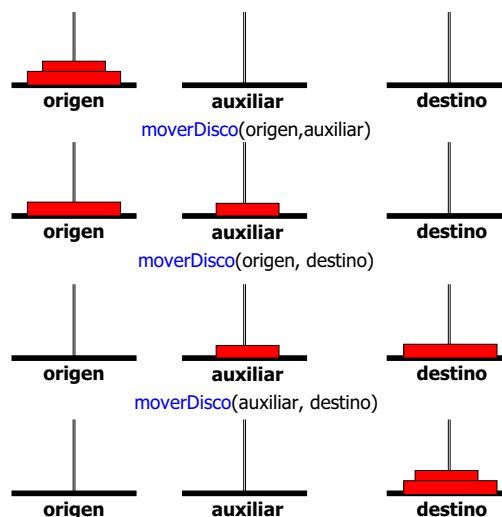 origen auxiliar destino
moverDisco(origen,auxiliar)
origen auxiliar destino
moverDisco(origen, destino)
origen auxiliar destino
moverDisco(auxiliar, destino)
origen auxiliar destino